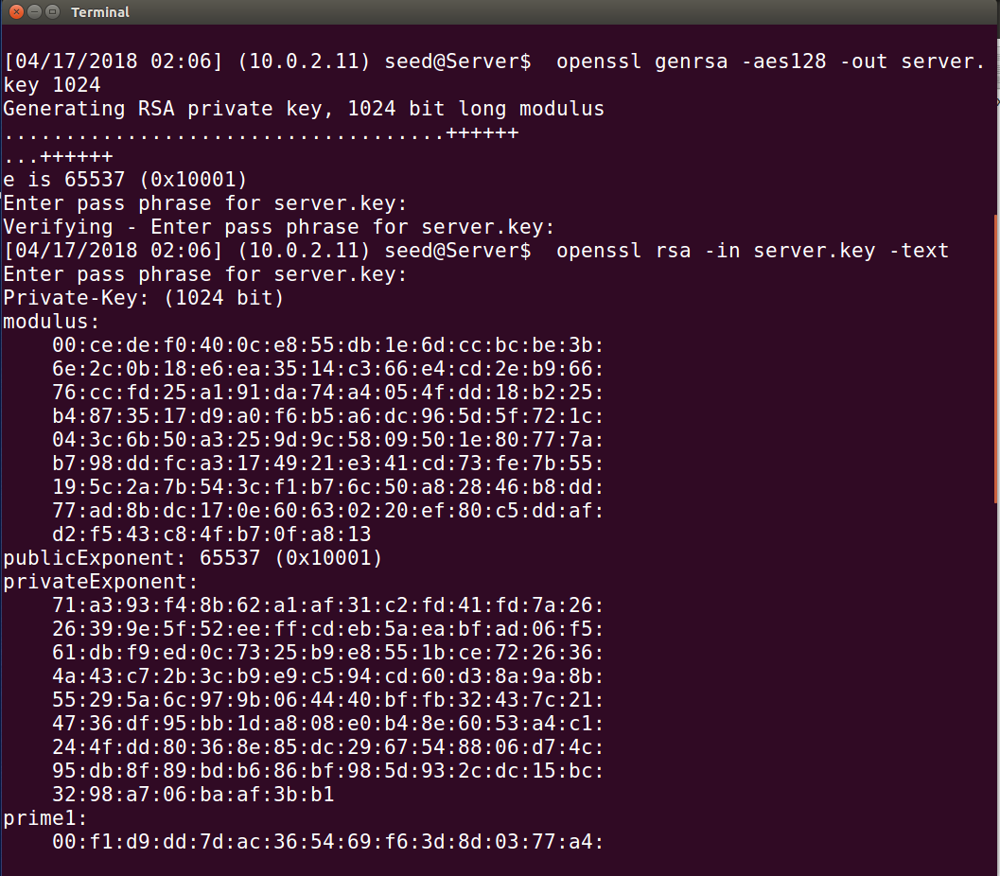 Terminal
[04/17/2018 02:06] (10.0.2.11) seed@Server$  openssl genrsa -aes128 -out server.
key 1024
Generating RSA private key, 1024 bit long modulus
....................................++++++
...++++++
e is 65537 (0x10001)
Enter pass phrase for server.key:
Verifying - Enter pass phrase for server.key:
[04/17/2018 02:06] (10.0.2.11) seed@Server$  openssl rsa -in server.key -text
Enter pass phrase for server.key:
Private-Key: (1024 bit)
modulus:
    00:ce:de:f0:40:0c:e8:55:db:1e:6d:cc:bc:be:3b:
    6e:2c:0b:18:e6:ea:35:14:c3:66:e4:cd:2e:b9:66:
    76:cc:fd:25:a1:91:da:74:a4:05:4f:dd:18:b2:25:
    b4:87:35:17:d9:a0:f6:b5:a6:dc:96:5d:5f:72:1c:
    04:3c:6b:50:a3:25:9d:9c:58:09:50:1e:80:77:7a:
    b7:98:dd:fc:a3:17:49:21:e3:41:cd:73:fe:7b:55:
    19:5c:2a:7b:54:3c:f1:b7:6c:50:a8:28:46:b8:dd:
    77:ad:8b:dc:17:0e:60:63:02:20:ef:80:c5:dd:af:
    d2:f5:43:c8:4f:b7:0f:a8:13
publicExponent: 65537 (0x10001)
privateExponent:
    71:a3:93:f4:8b:62:a1:af:31:c2:fd:41:fd:7a:26:
    26:39:9e:5f:52:ee:ff:cd:eb:5a:ea:bf:ad:06:f5:
    61:db:f9:ed:0c:73:25:b9:e8:55:1b:ce:72:26:36:
    4a:43:c7:2b:3c:b9:e9:c5:94:cd:60:d3:8a:9a:8b:
    55:29:5a:6c:97:9b:06:44:40:bf:fb:32:43:7c:21:
    47:36:df:95:bb:1d:a8:08:e0:b4:8e:60:53:a4:c1:
    24:4f:dd:80:36:8e:85:dc:29:67:54:88:06:d7:4c:
    95:db:8f:89:bd:b6:86:bf:98:5d:93:2c:dc:15:bc:
    32:98:a7:06:ba:af:3b:b1
prime1:
    00:f1:d9:dd:7d:ac:36:54:69:f6:3d:8d:03:77:a4: